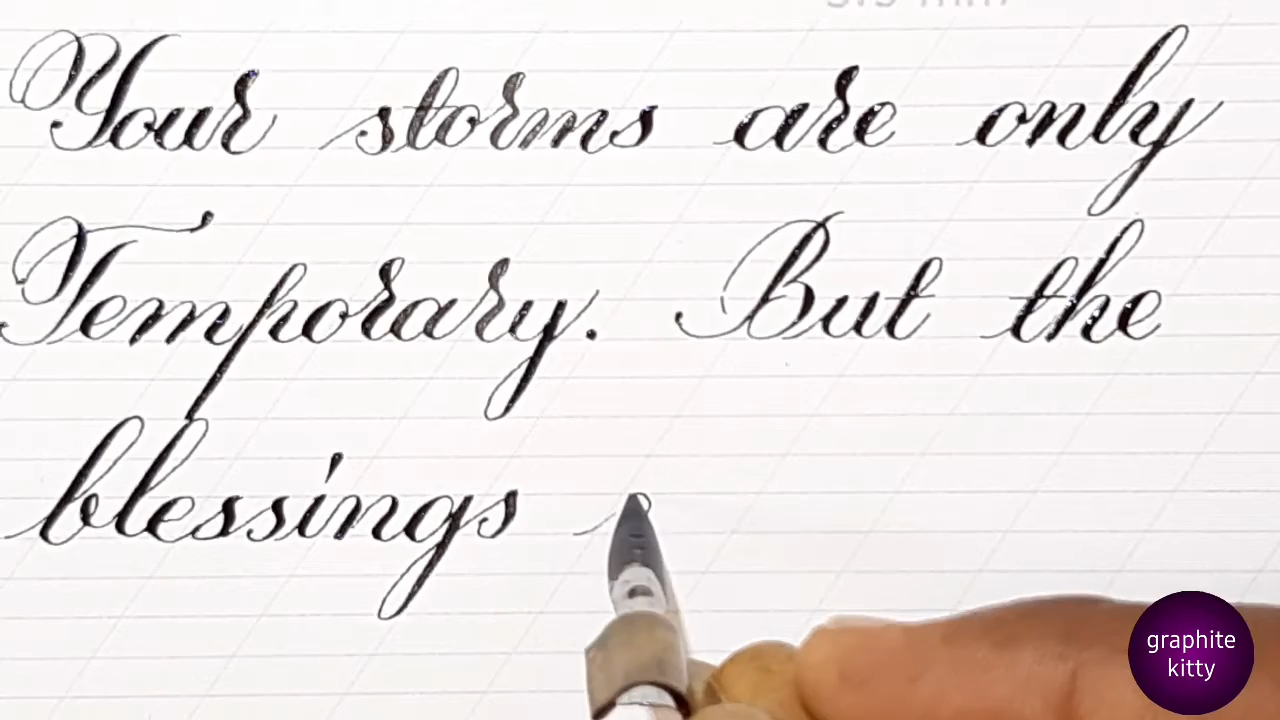 Your storms are only
Temporary. But the
blessings
graphite
kitty